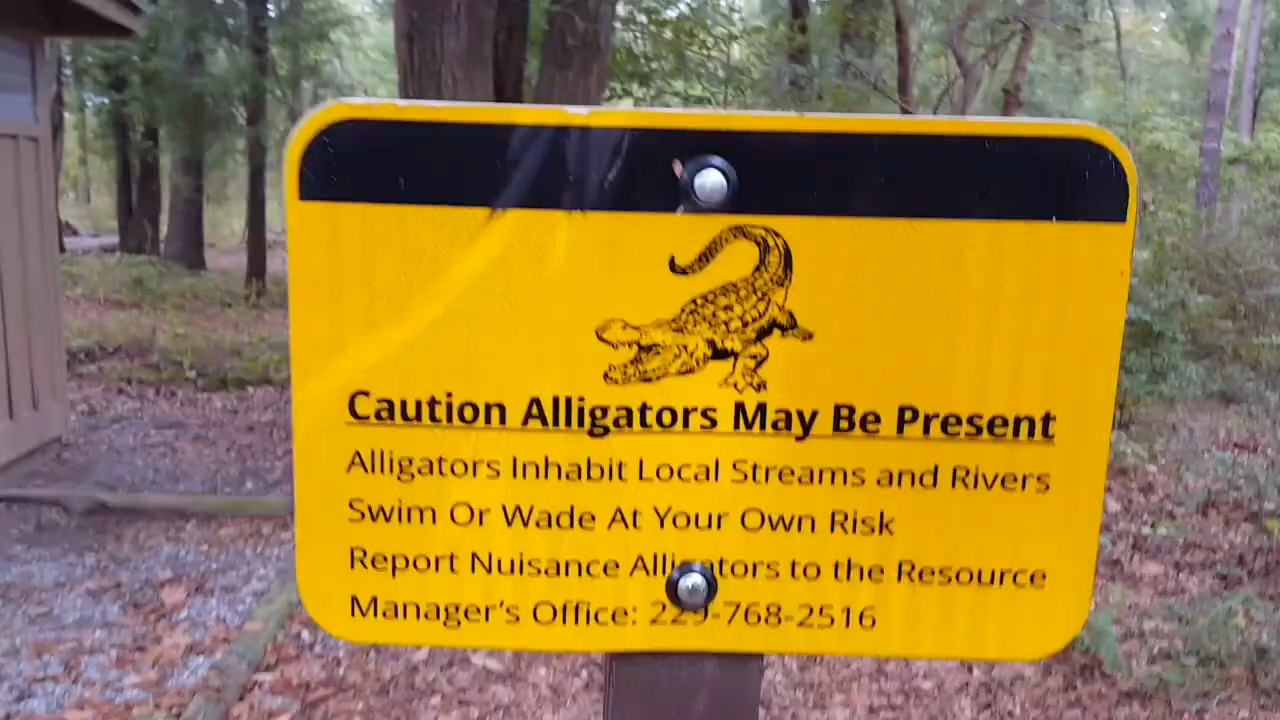 Caution Alligators May Be Present
Alligators Inhabit Local Streams and Rivers
Swim Or Wade At Your Own Risk
Report Nuisance Alligators to the Resource
Manager's Office: 229-768-2516